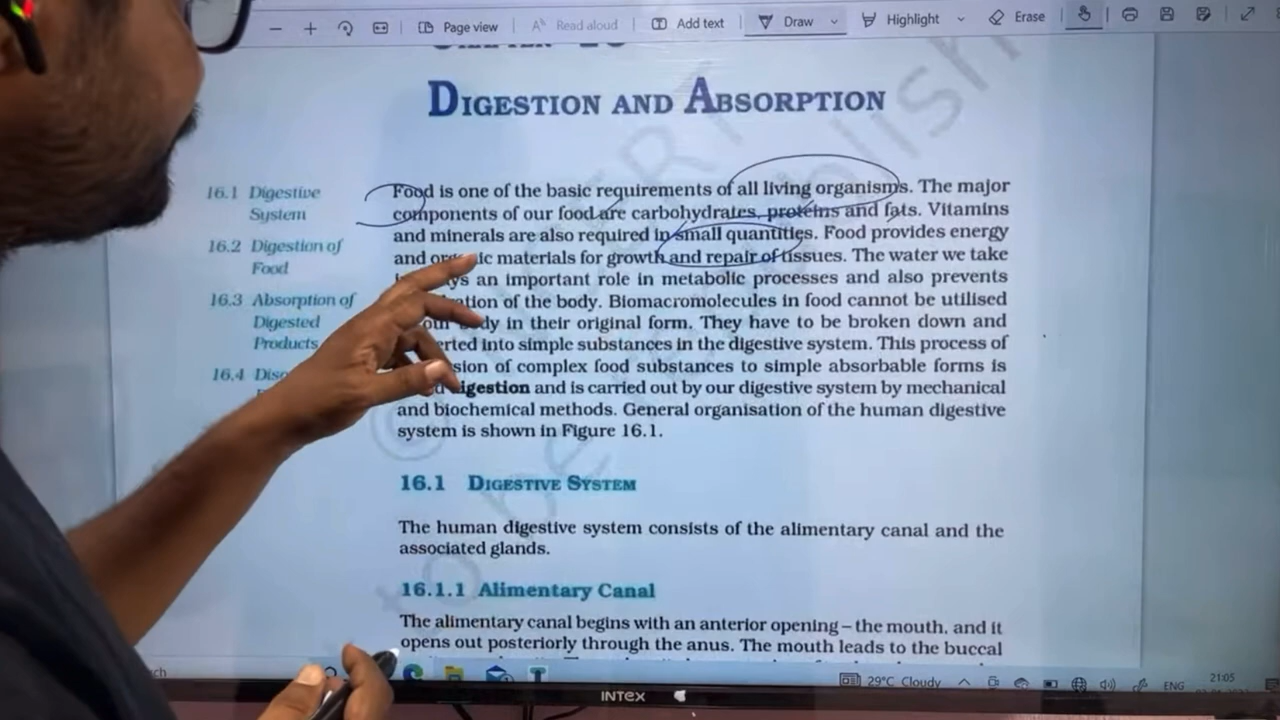 Page view
Read aloud
Add text
Draw
Highlight
Erase
DIGESTION AND ABSORPTION
16.1 Digestive
System
16.2 Digestion of
Food
16.3 Absorption of
Digested
Products
16.4
Food is one of the basic requirements of all living organisms. The major
components of our food are carbohydrates, proteins and fats. Vitamins
and minerals are also required in small quantities. Food provides energy
and organic materials for growth and repair of tissues. The water we take
an important role in metabolic processes and also prevents
of the body. Biomacromolecules in food cannot be utilised
in their original form. They have to be broken down and
into simple substances in the digestive system. This process of
of complex food substances to simple absorbable forms is
digestion and is carried out by our digestive system by mechanical
and biochemical methods. General organisation of the human digestive
system is shown in Figure 16.1.
16.1 DIGESTIVE SYSTEM
The human digestive system consists of the alimentary canal and the
associated glands.
16.1.1 Alimentary Canal
The alimentary canal begins with an anterior opening – the mouth, and it
opens out posteriorly through the anus. The mouth leads to the buccal
29°C Cloudy
ENG
21:05
INTEX